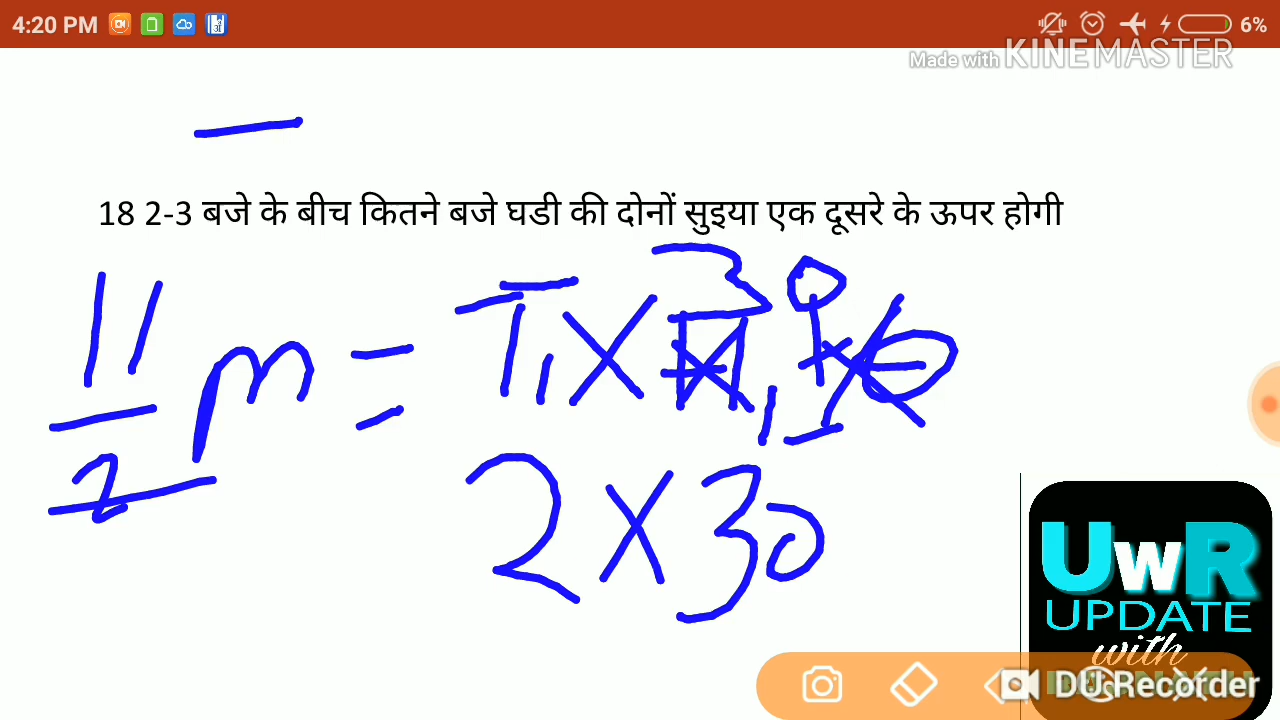 4:20 PM 6%
Made with KINEMASTER
18 2-3 बजे के बीच कितने बजे घडी की दोनों सुइया एक दूसरे के ऊपर होगी
11
2 m =
2 X 30
UwR
UPDATE
with
DU Recorder